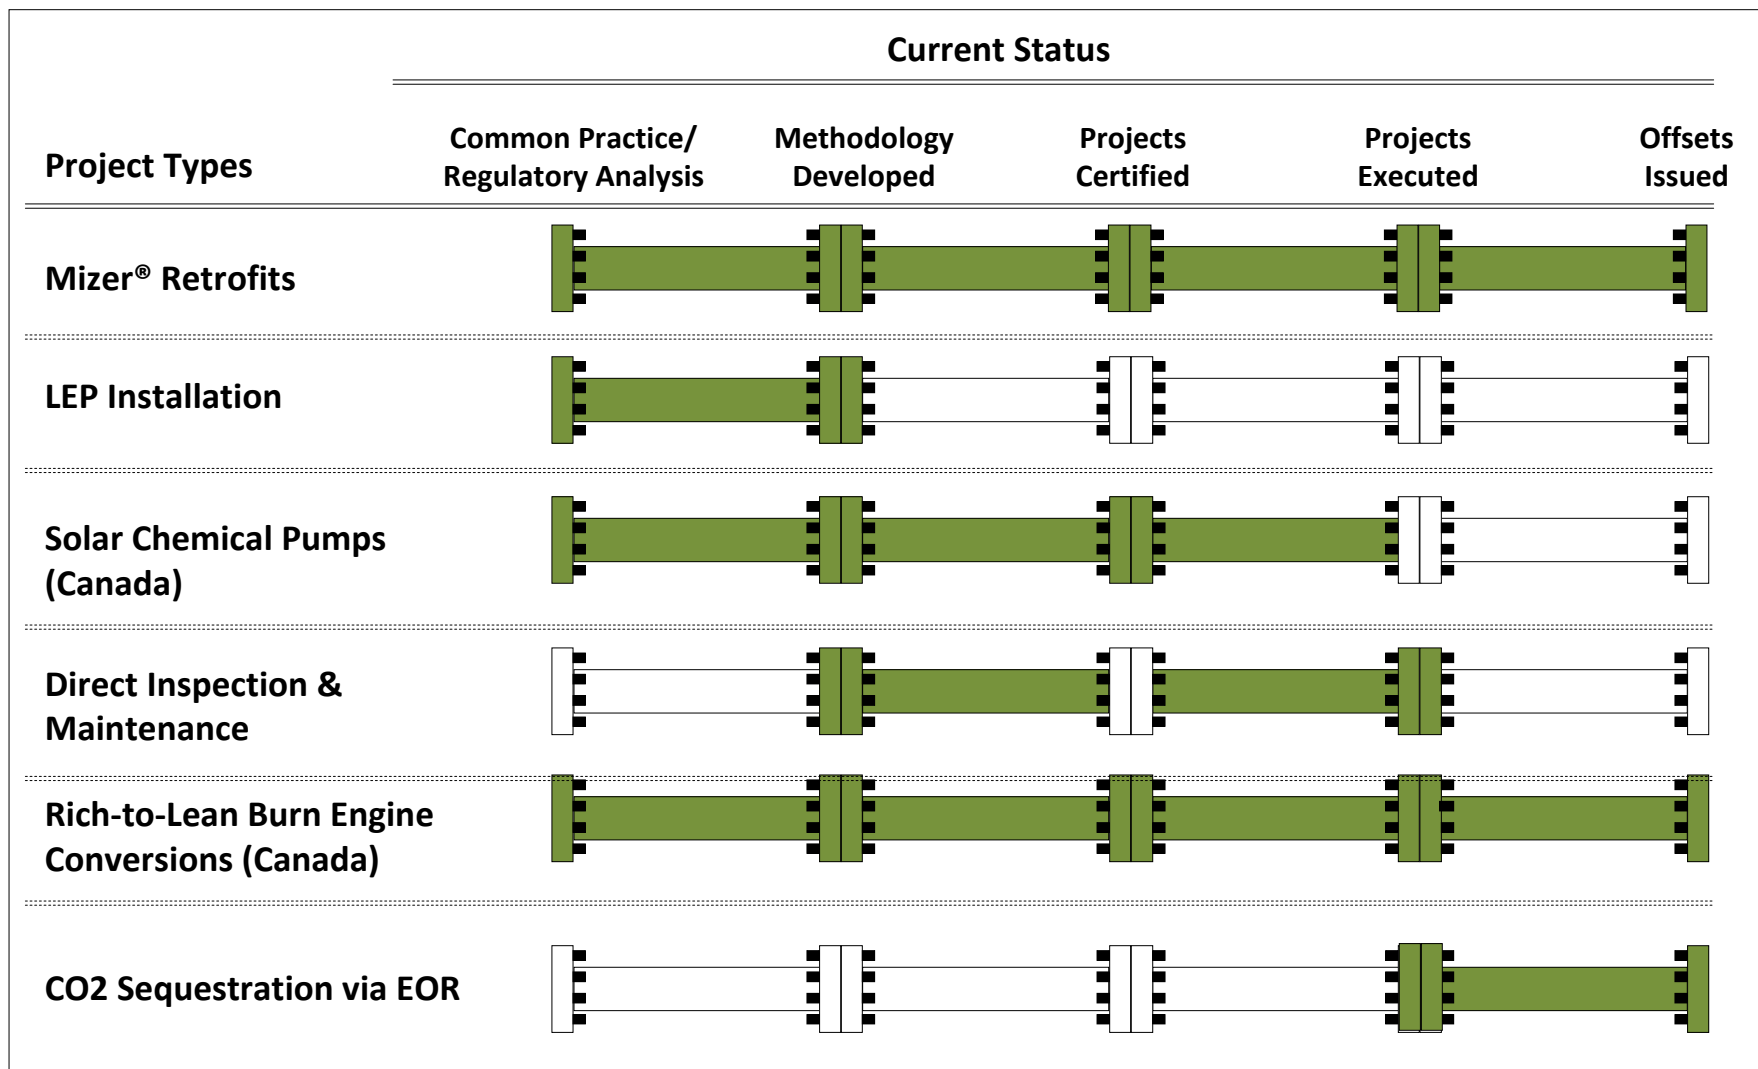 Current Status
Project Types
Common Practice/
Regulatory Analysis
Methodology
Developed
Projects
Certified
Projects
Executed
Offsets
Issued
Mizer® Retrofits
LEP Installation
Solar Chemical Pumps
(Canada)
Direct Inspection &
Maintenance
Rich-to-Lean Burn Engine
Conversions (Canada)
CO2 Sequestration via EOR